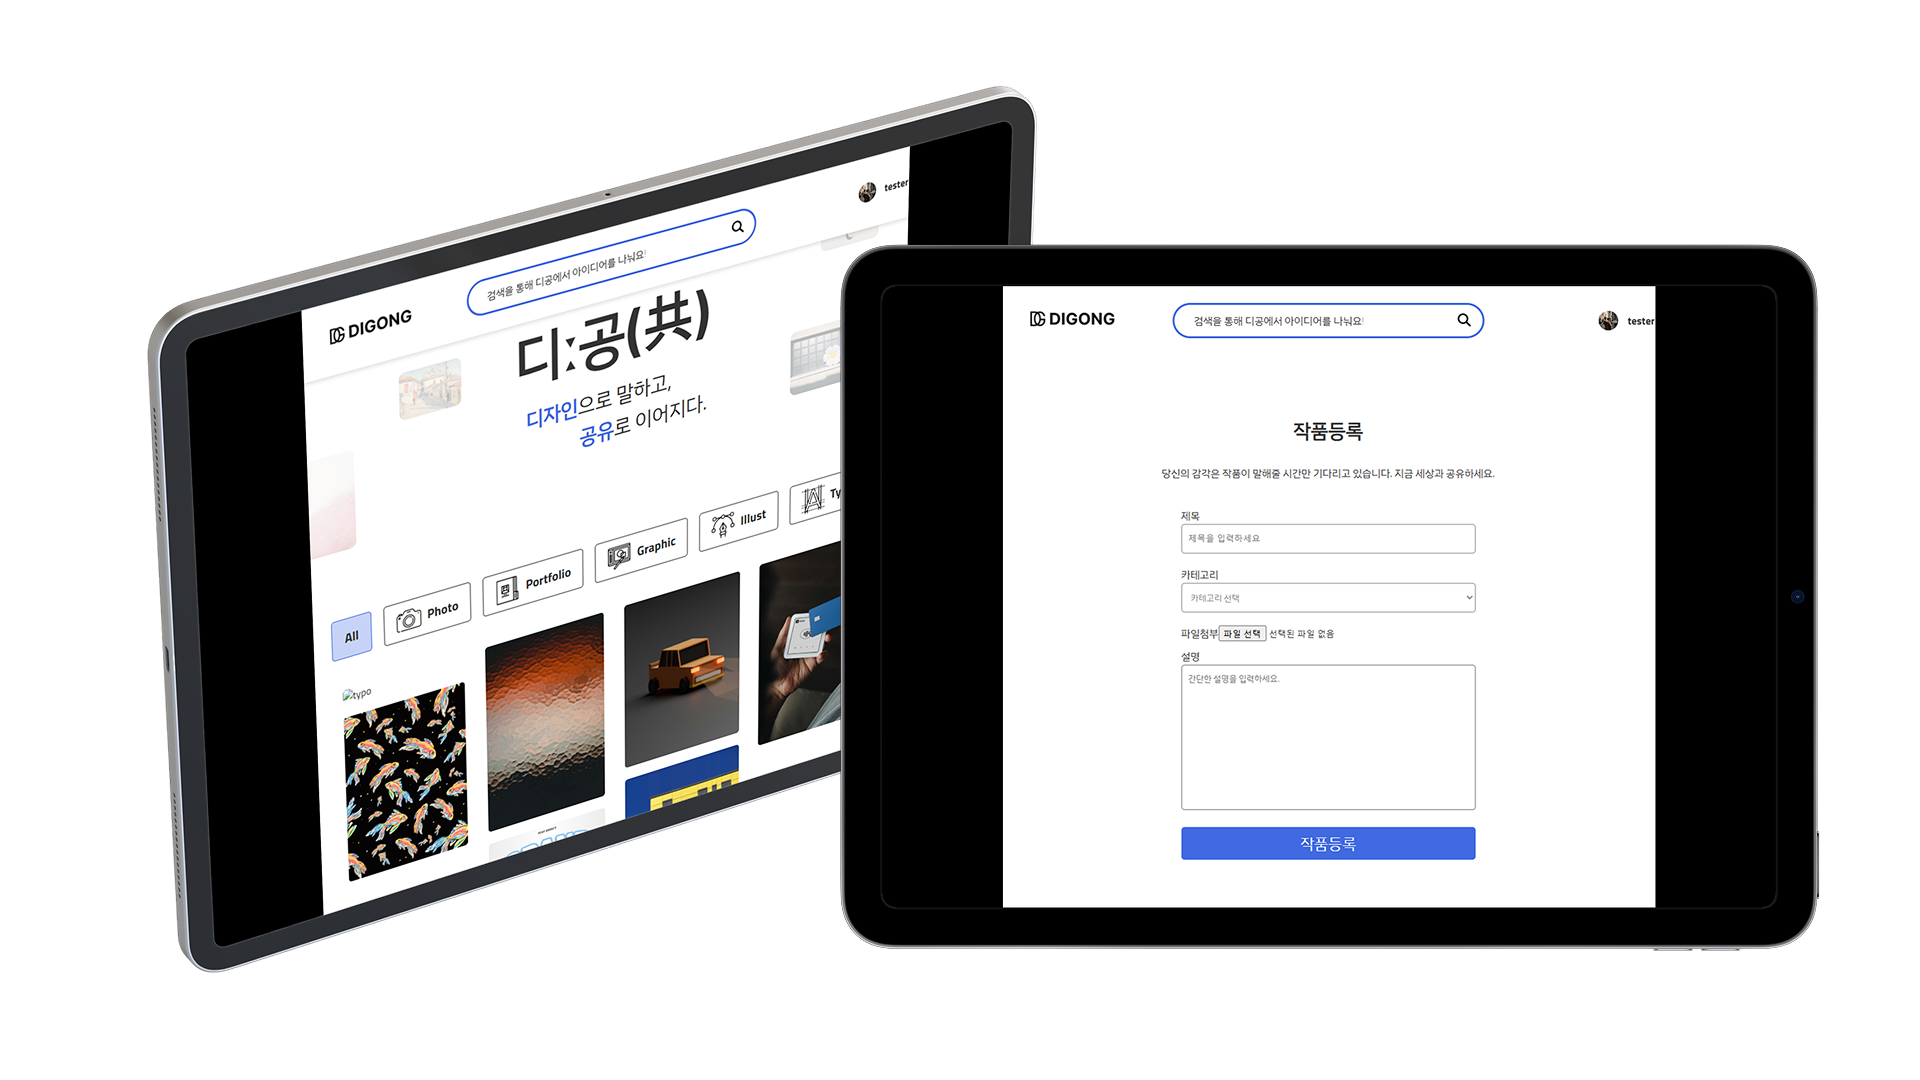 DG DIGONG
검색을 통해 디공에서 아이디어를 나눠요!
tester
디:공(共)
디자인으로 말하고,
공유로 이어지다.
All
Photo
Portfolio
Graphic
Illust
Ty
typo
DG DIGONG
검색을 통해 디공에서 아이디어를 나눠요!
tester
작품등록
당신의 감각은 작품이 말해줄 시간만 기다리고 있습니다. 지금 세상과 공유하세요.
제목
제목을 입력하세요
카테고리
카테고리 선택
파일첨부 파일 선택 선택된 파일 없음
설명
간단한 설명을 입력하세요.
작품등록